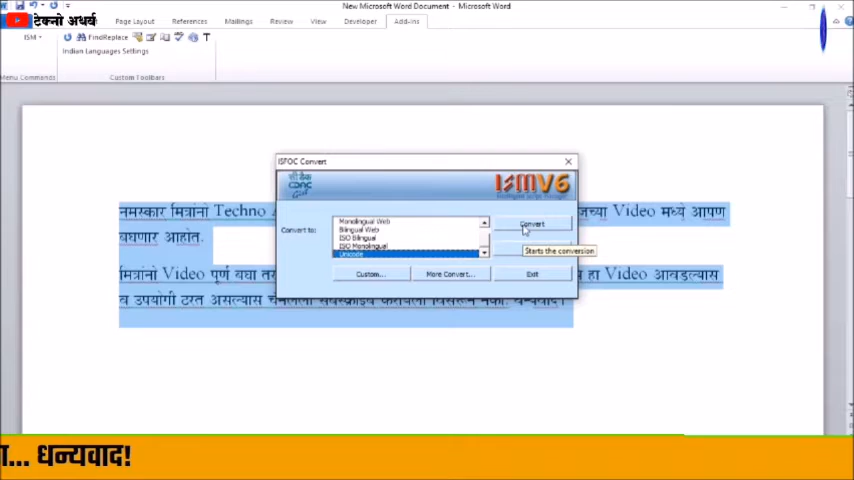 New Microsoft Word Document - Microsoft Word
टेक्नो अथर्व
Page Layout References Mailings Review View Developer Add-Ins
ISM FindReplace
Indian Languages Settings
Menu Commands Custom Toolbars
ISFOC Convert
सी डैक
CDAC
GIST
ISM V6
Convert to:
Monolingual Web
Bilingual Web
ISO Bilingual
ISO Monolingual
Unicode
Convert
Starts the conversion
Custom... More Convert... Exit
नमस्कार मित्रांनो Techno च्या Video मध्ये आपण
बघणार आहोत.
मित्रांनो Video पूर्ण बघा हा Video आवडल्यास
व उपयोगी ठरत असल्यास
... धन्यवाद!